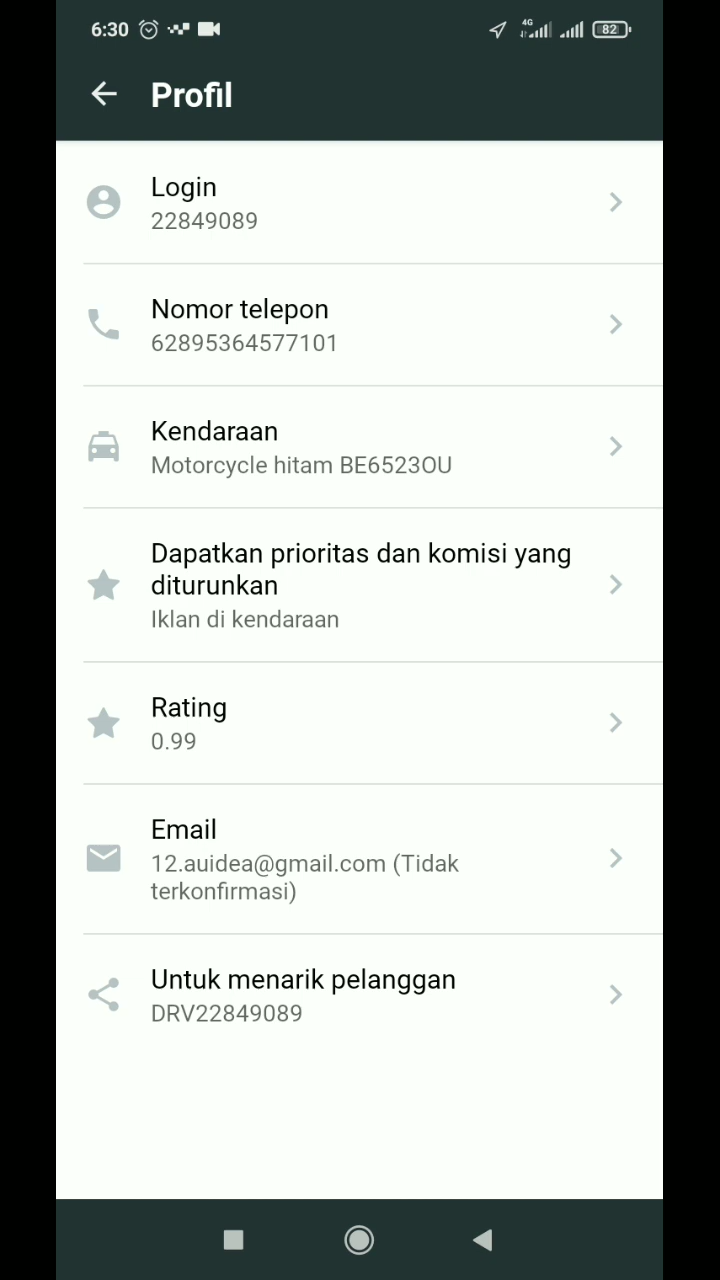 6:30
4G
82
Profil
Login
22849089
Nomor telepon
62895364577101
Kendaraan
Motorcycle hitam BE6523OU
Dapatkan prioritas dan komisi yang
diturunkan
Iklan di kendaraan
Rating
0.99
Email
12.auidea@gmail.com (Tidak
terkonfirmasi)
Untuk menarik pelanggan
DRV22849089